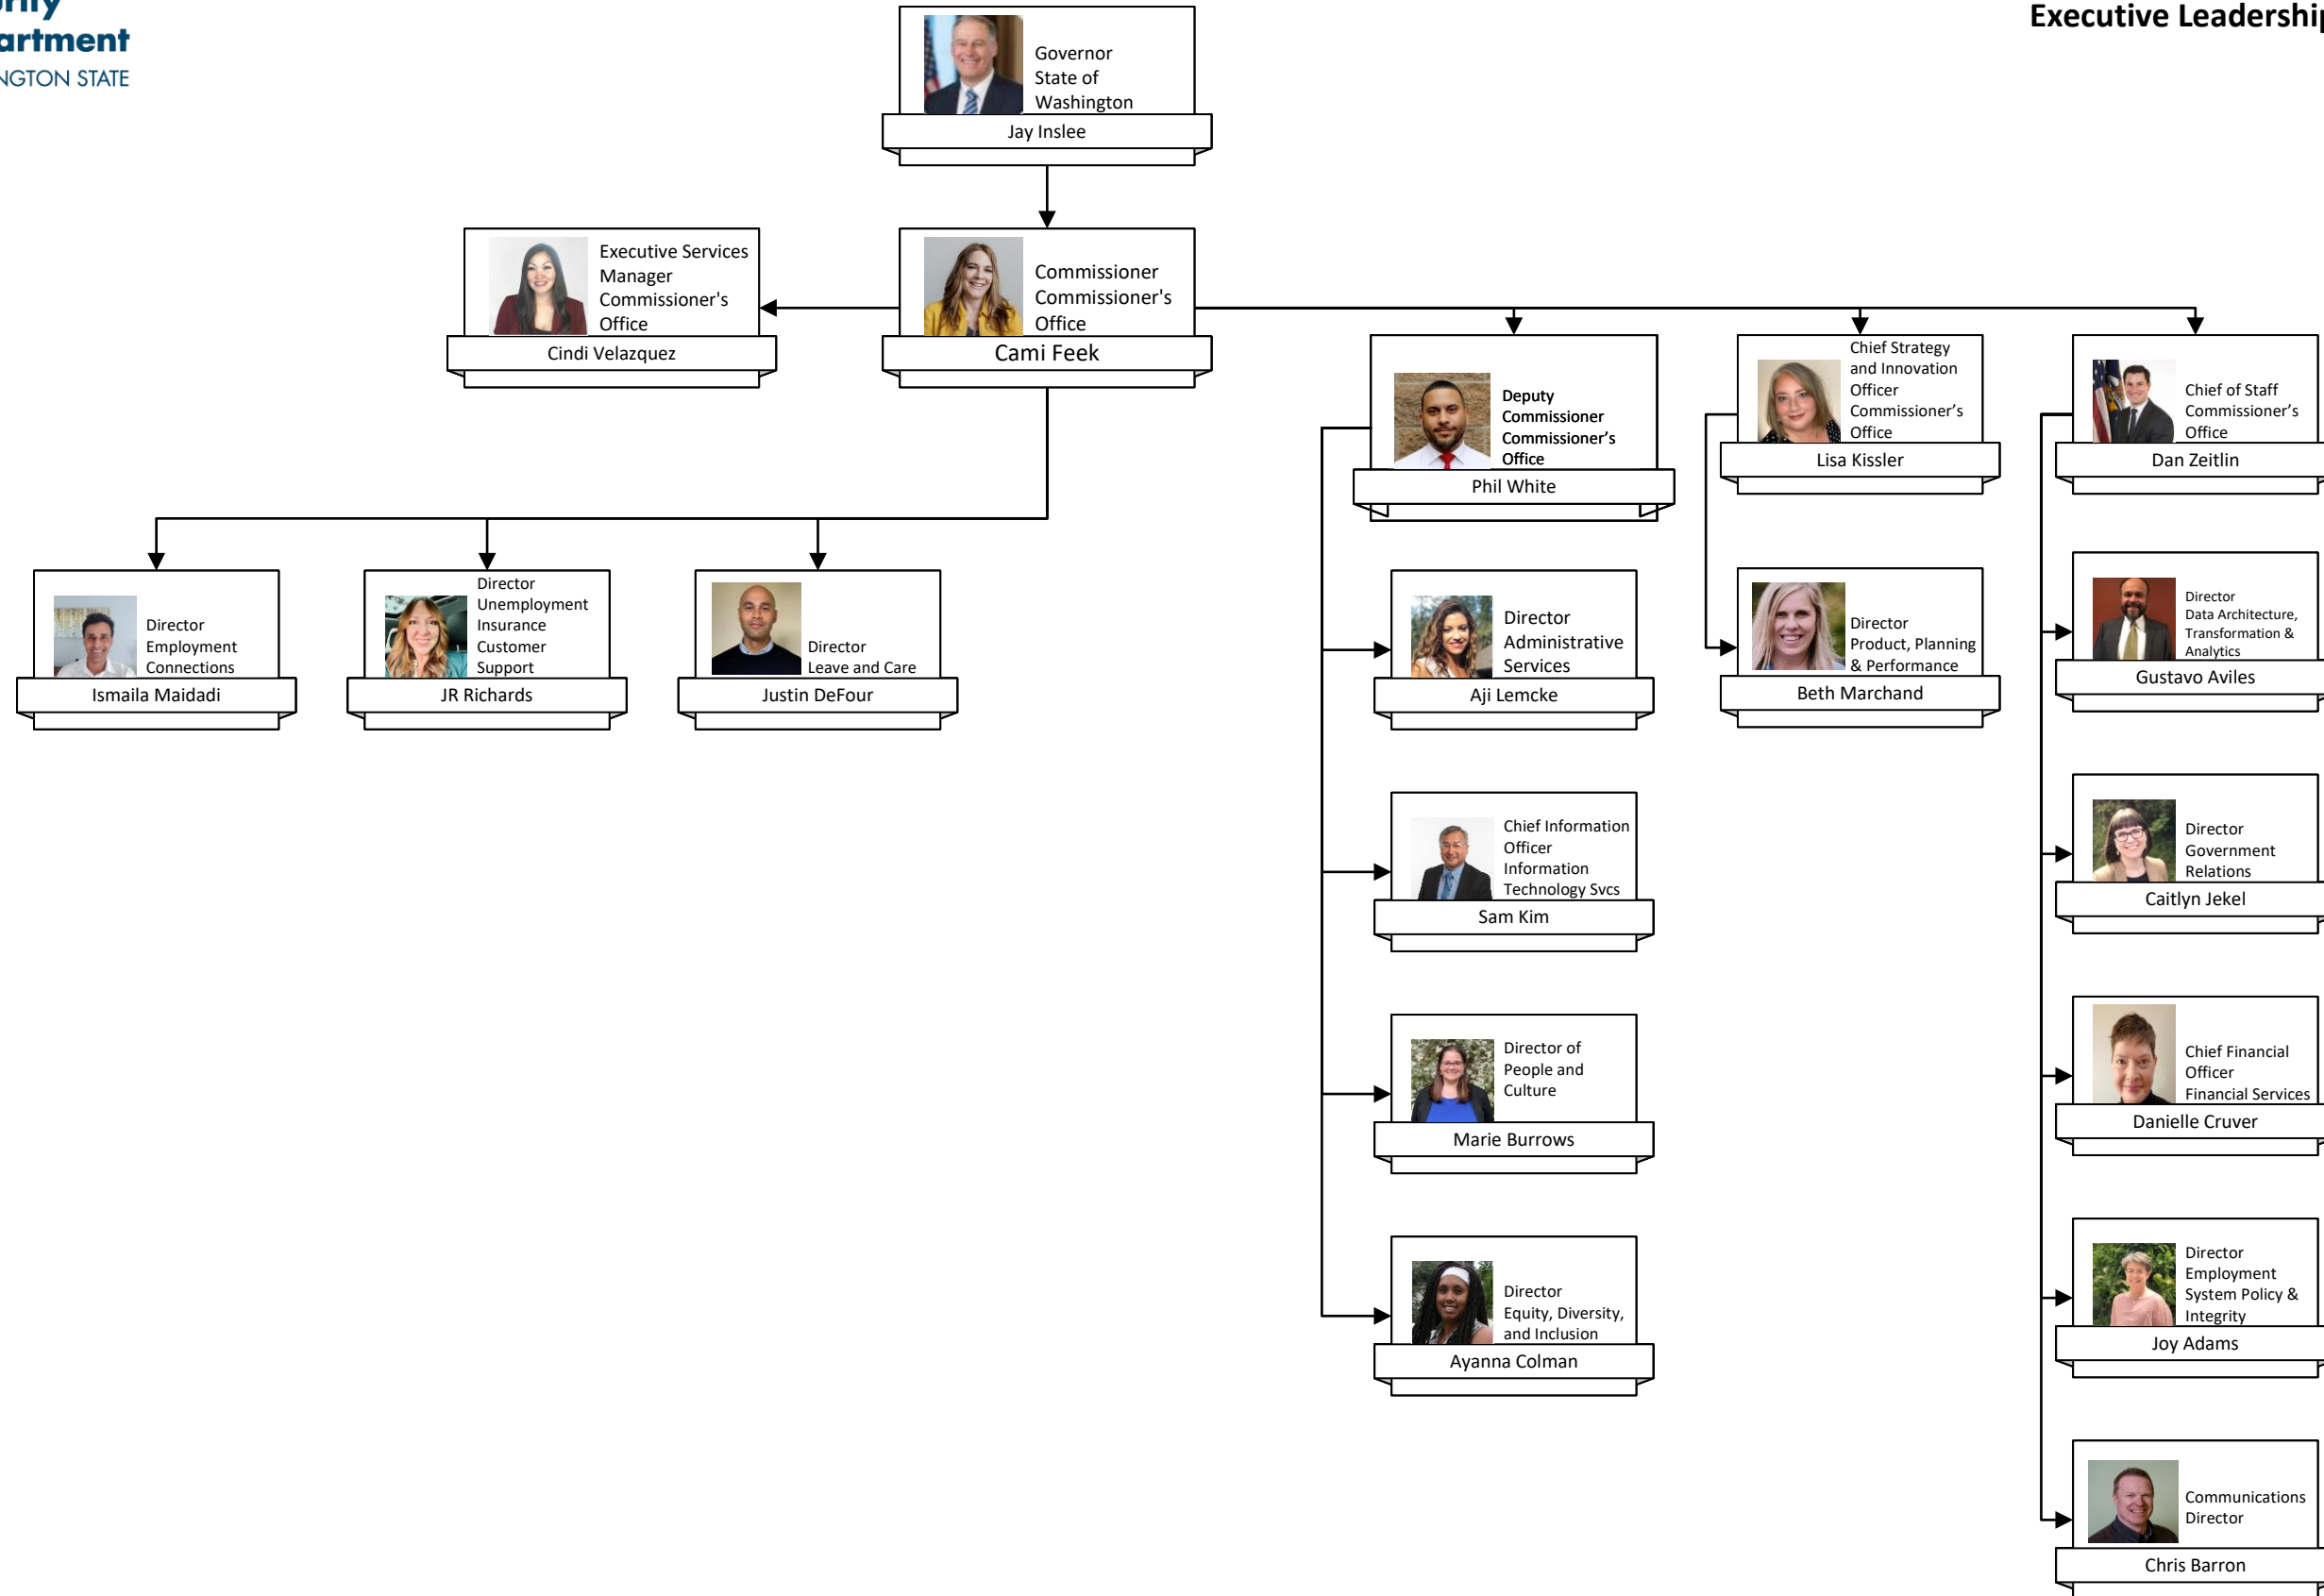 artment
NGTON STATE
Executive Leadership
Governor
State of
Washington
Jay Inslee
Executive Services
Manager
Commissioner's
Office
Cindi Velazquez
Commissioner
Commissioner's
Office
Cami Feek
Deputy
Commissioner
Commissioner’s
Office
Phil White
Chief Strategy
and Innovation
Officer
Commissioner’s
Office
Lisa Kissler
Chief of Staff
Commissioner’s
Office
Dan Zeitlin
Director
Employment
Connections
Ismaila Maidadi
Director
Unemployment
Insurance
Customer
Support
JR Richards
Director
Leave and Care
Justin DeFour
Director
Administrative
Services
Aji Lemcke
Director
Product, Planning
& Performance
Beth Marchand
Director
Data Architecture,
Transformation &
Analytics
Gustavo Aviles
Chief Information
Officer
Information
Technology Svcs
Sam Kim
Director
Government
Relations
Caitlyn Jekel
Director of
People and
Culture
Marie Burrows
Chief Financial
Officer
Financial Services
Danielle Cruver
Director
Equity, Diversity,
and Inclusion
Ayanna Colman
Director
Employment
System Policy &
Integrity
Joy Adams
Communications
Director
Chris Barron